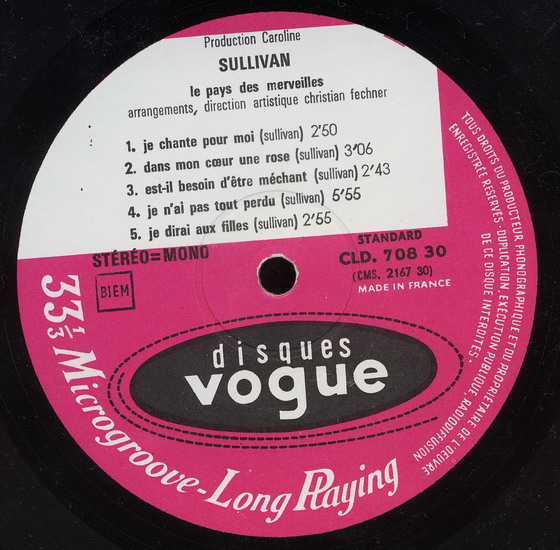 Production Caroline
SULLIVAN
le pays des merveilles
arrangements, direction artistique christian fechner
1. je chante pour moi (sullivan) 2'50
2. dans mon cœur une rose (sullivan) 3'06
3. est-il besoin d'être méchant (sullivan) 2'43
4. je n'ai pas tout perdu (sullivan) 5'55
5. je dirai aux filles (sullivan) 2'55
STÉRÉO=MONO
STANDARD
CLD. 708 30
(CMS. 2167 30)
MADE IN FRANCE
BIEM
disques
vogue
33 1/3 Microgroove-Long Playing
TOUS DROITS DU PRODUCTEUR PHONOGRAPHIQUE ET DU PROPRIÉTAIRE DE L'ŒUVRE
ENREGISTRÉE RÉSERVÉS - DUPLICATION, EXÉCUTION PUBLIQUE, RADIODIFFUSION
DE CE DISQUE INTERDITES.